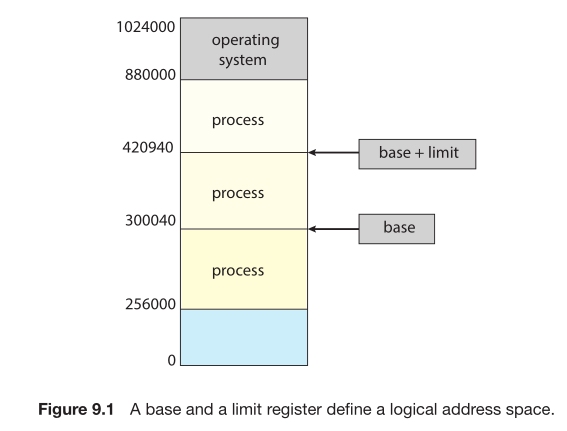 1024000
operating
system
880000
process
420940
base + limit
process
300040
base
process
256000
0
Figure 9.1 A base and a limit register define a logical address space.